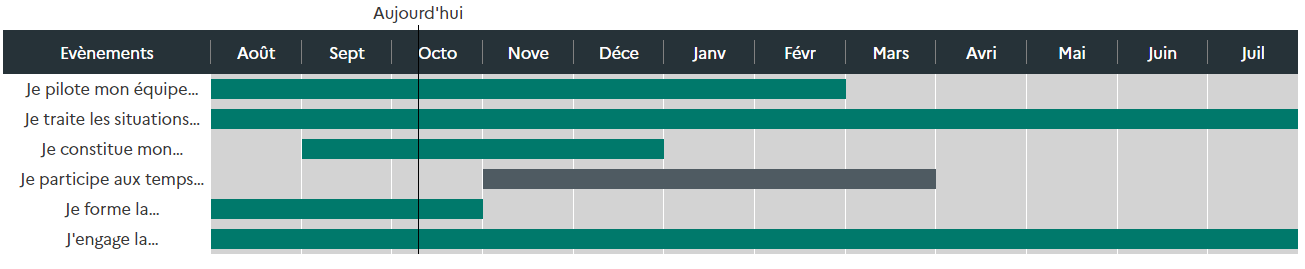 Aujourd'hui
Evènements Août Sept Octo Nove Déce Janv Févr Mars Avri Mai Juin Juil
Je pilote mon équipe...
Je traite les situations...
Je constitue mon...
Je participe aux temps...
Je forme la...
J'engage la...